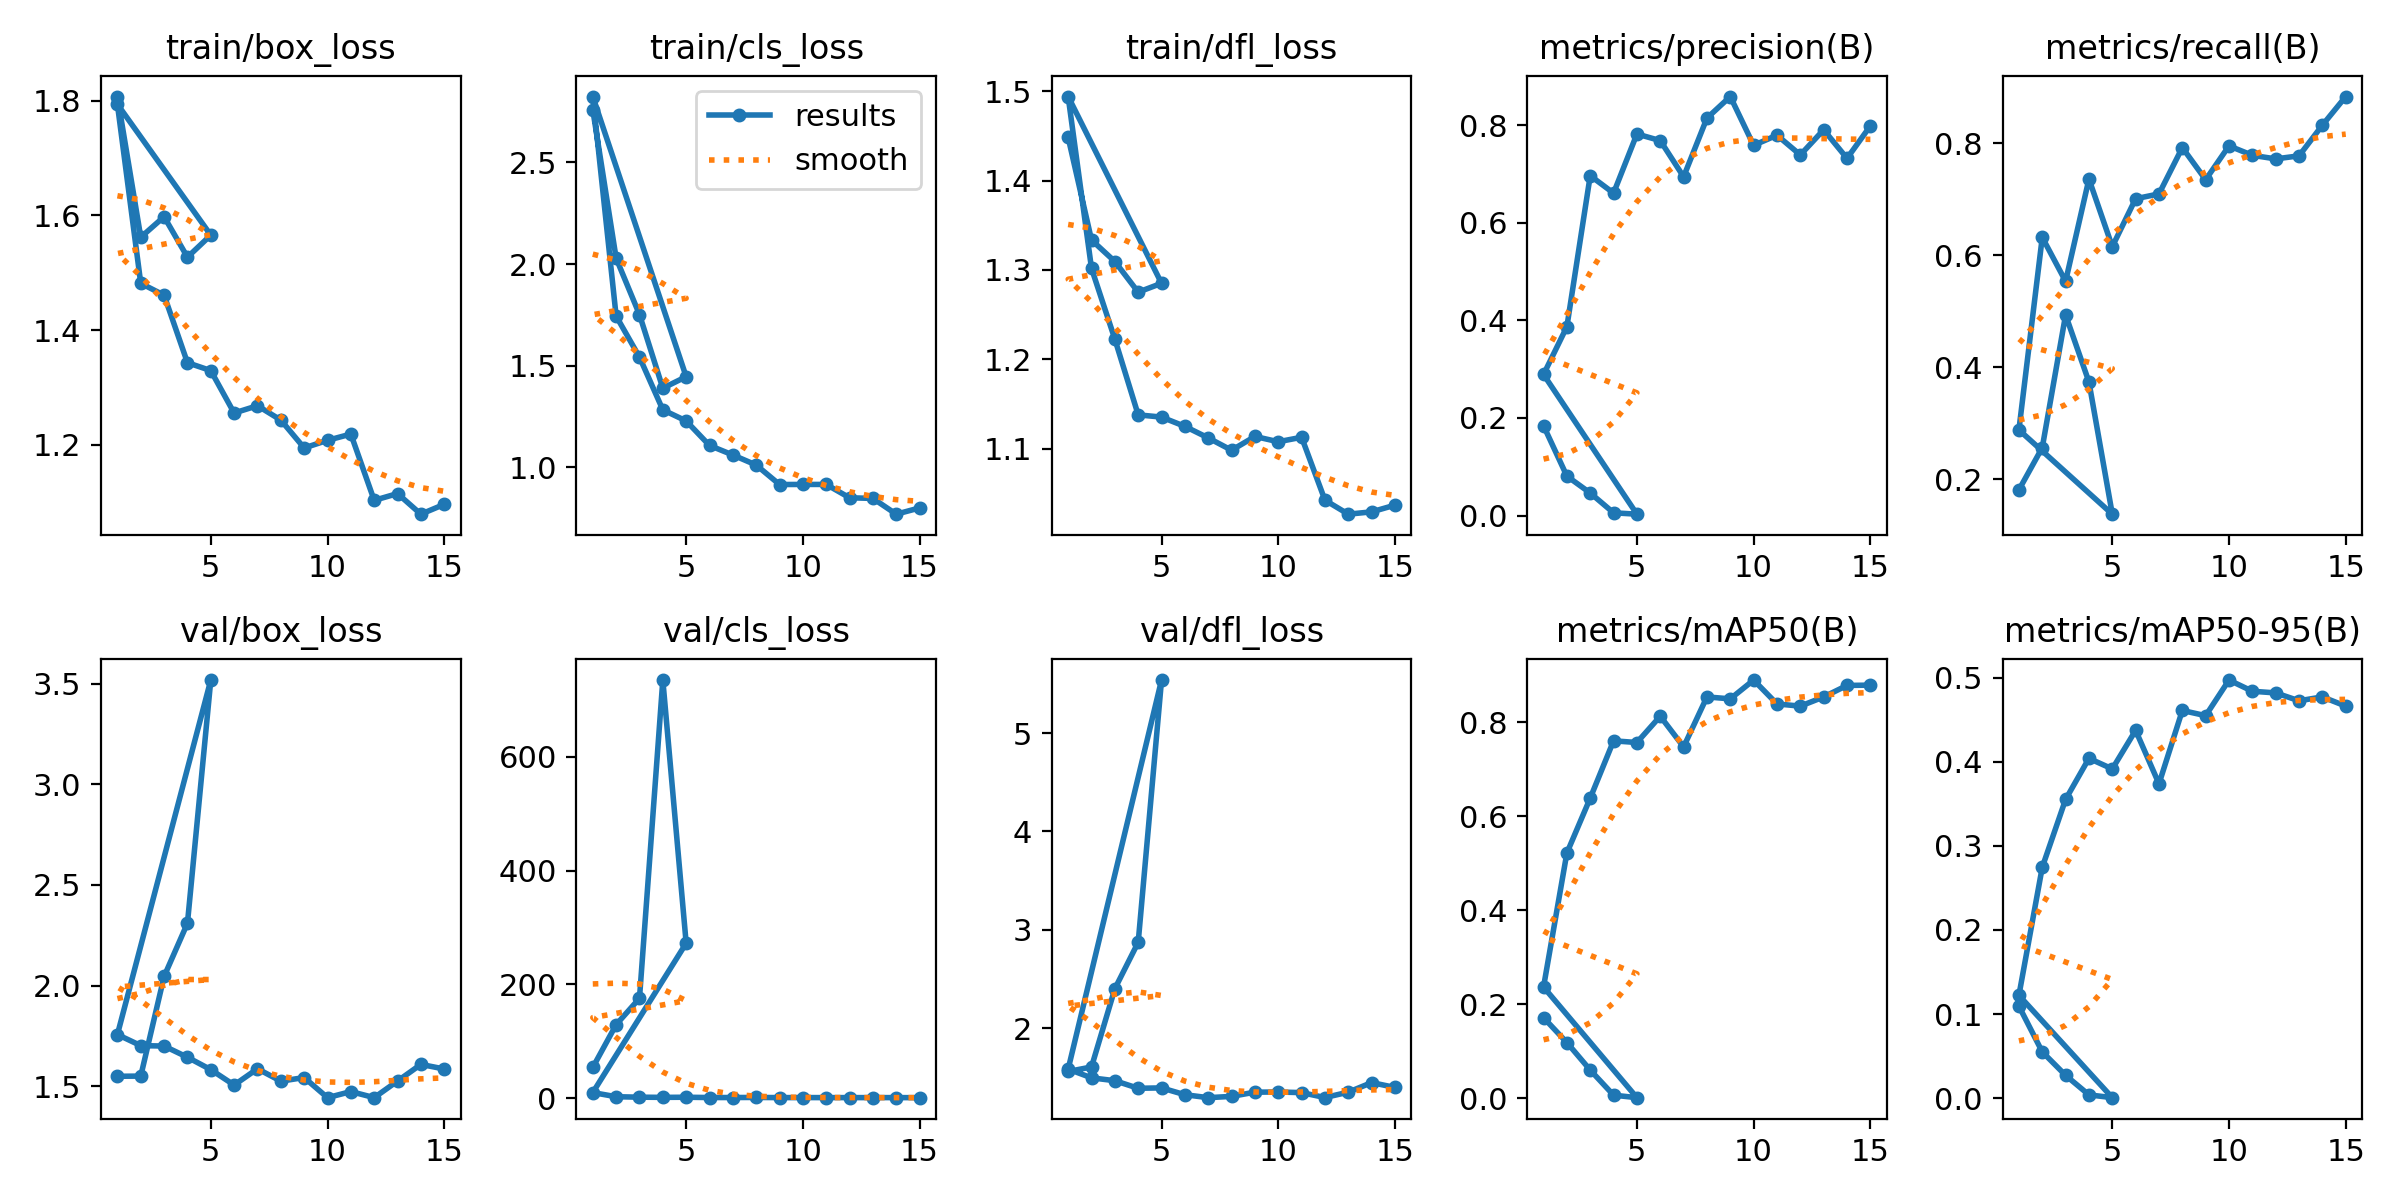 train/box_loss
train/cls_loss
train/dfl_loss
metrics/precision(B)
metrics/recall(B)
1.8
1.6
1.4
1.2
5 10 15
results
smooth
2.5
2.0
1.5
1.0
5 10 15
1.5
1.4
1.3
1.2
1.1
5 10 15
0.8
0.6
0.4
0.2
0.0
5 10 15
0.8
0.6
0.4
0.2
5 10 15
val/box_loss
val/cls_loss
val/dfl_loss
metrics/mAP50(B)
metrics/mAP50-95(B)
3.5
3.0
2.5
2.0
1.5
5 10 15
600
400
200
0
5 10 15
5
4
3
2
5 10 15
0.8
0.6
0.4
0.2
0.0
5 10 15
0.5
0.4
0.3
0.2
0.1
0.0
5 10 15